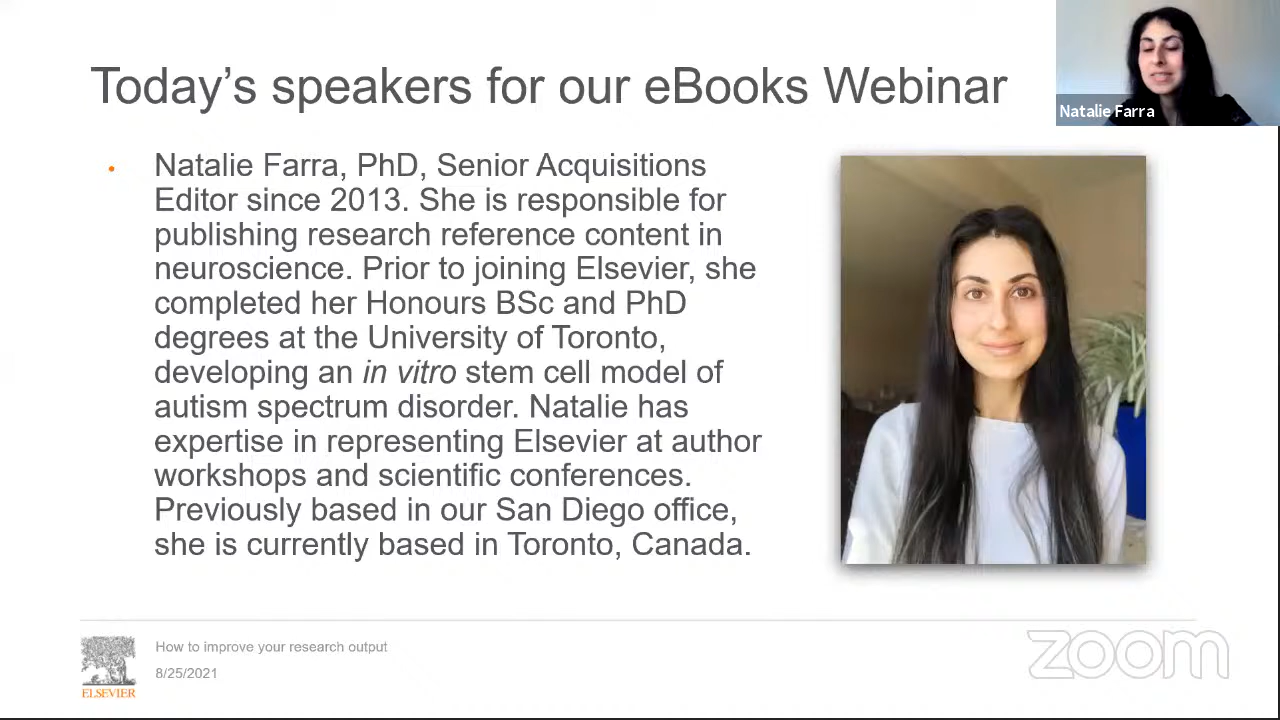 Today’s speakers for our eBooks Webinar
Natalie Farra
• Natalie Farra, PhD, Senior Acquisitions
Editor since 2013. She is responsible for
publishing research reference content in
neuroscience. Prior to joining Elsevier, she
completed her Honours BSc and PhD
degrees at the University of Toronto,
developing an in vitro stem cell model of
autism spectrum disorder. Natalie has
expertise in representing Elsevier at author
workshops and scientific conferences.
Previously based in our San Diego office,
she is currently based in Toronto, Canada.
How to improve your research output
8/25/2021
ELSEVIER
zoom